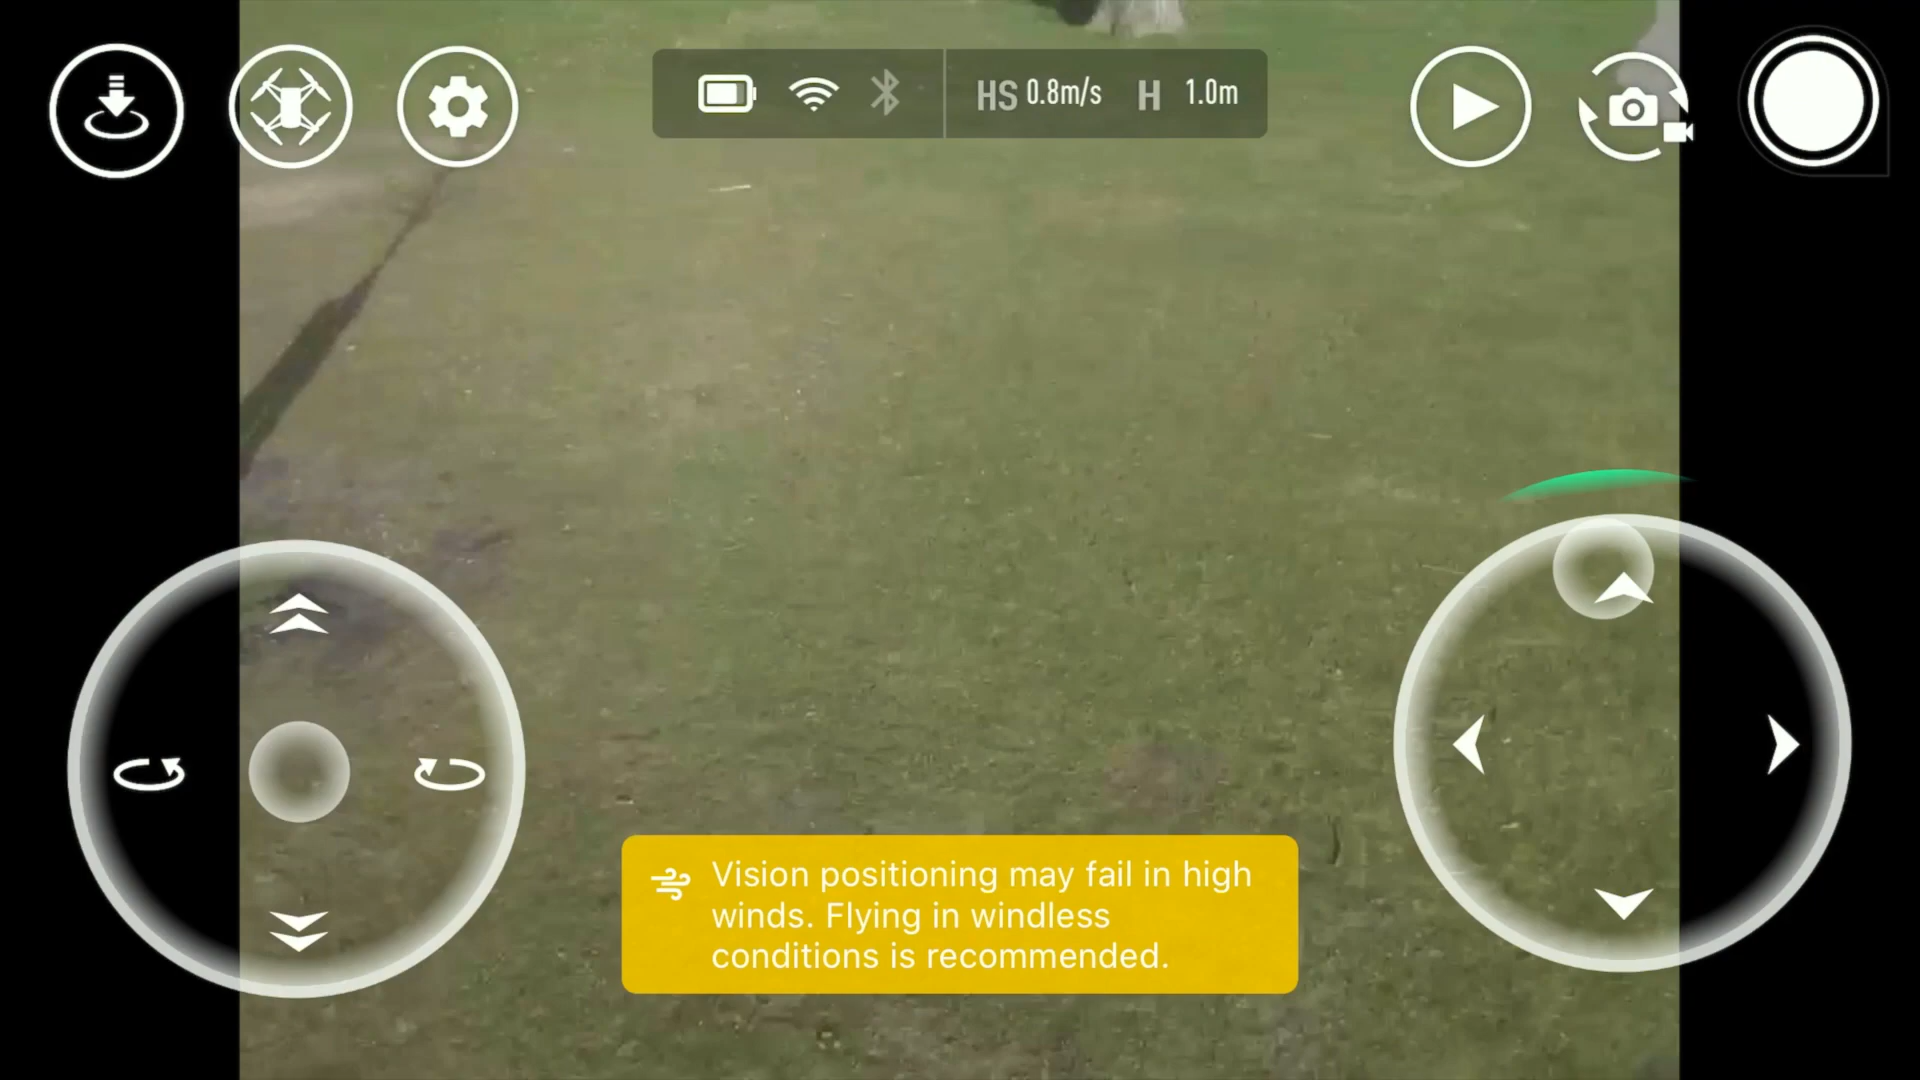 HS 0.8m/s H 1.0m
Vision positioning may fail in high
winds. Flying in windless
conditions is recommended.